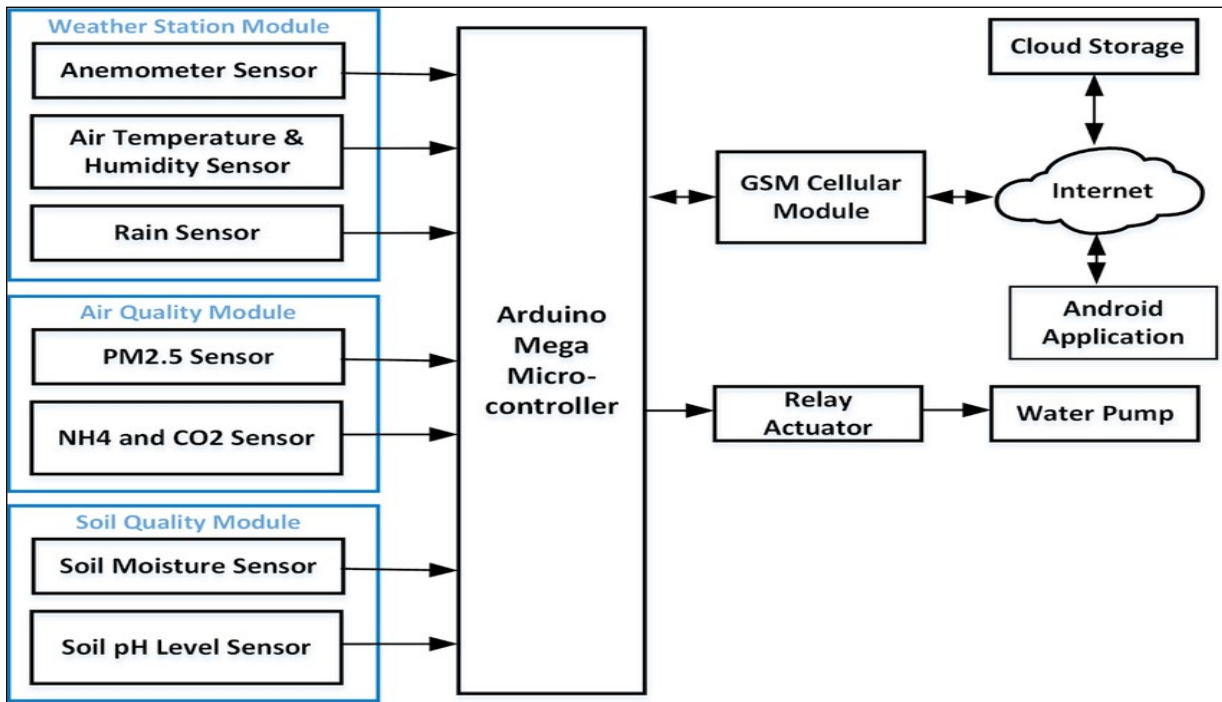 Weather Station Module
Anemometer Sensor
Air Temperature &
Humidity Sensor
Rain Sensor
Air Quality Module
PM2.5 Sensor
NH4 and CO2 Sensor
Soil Quality Module
Soil Moisture Sensor
Soil pH Level Sensor
Arduino
Mega
Micro-
controller
GSM Cellular
Module
Relay
Actuator
Cloud Storage
Internet
Android
Application
Water Pump